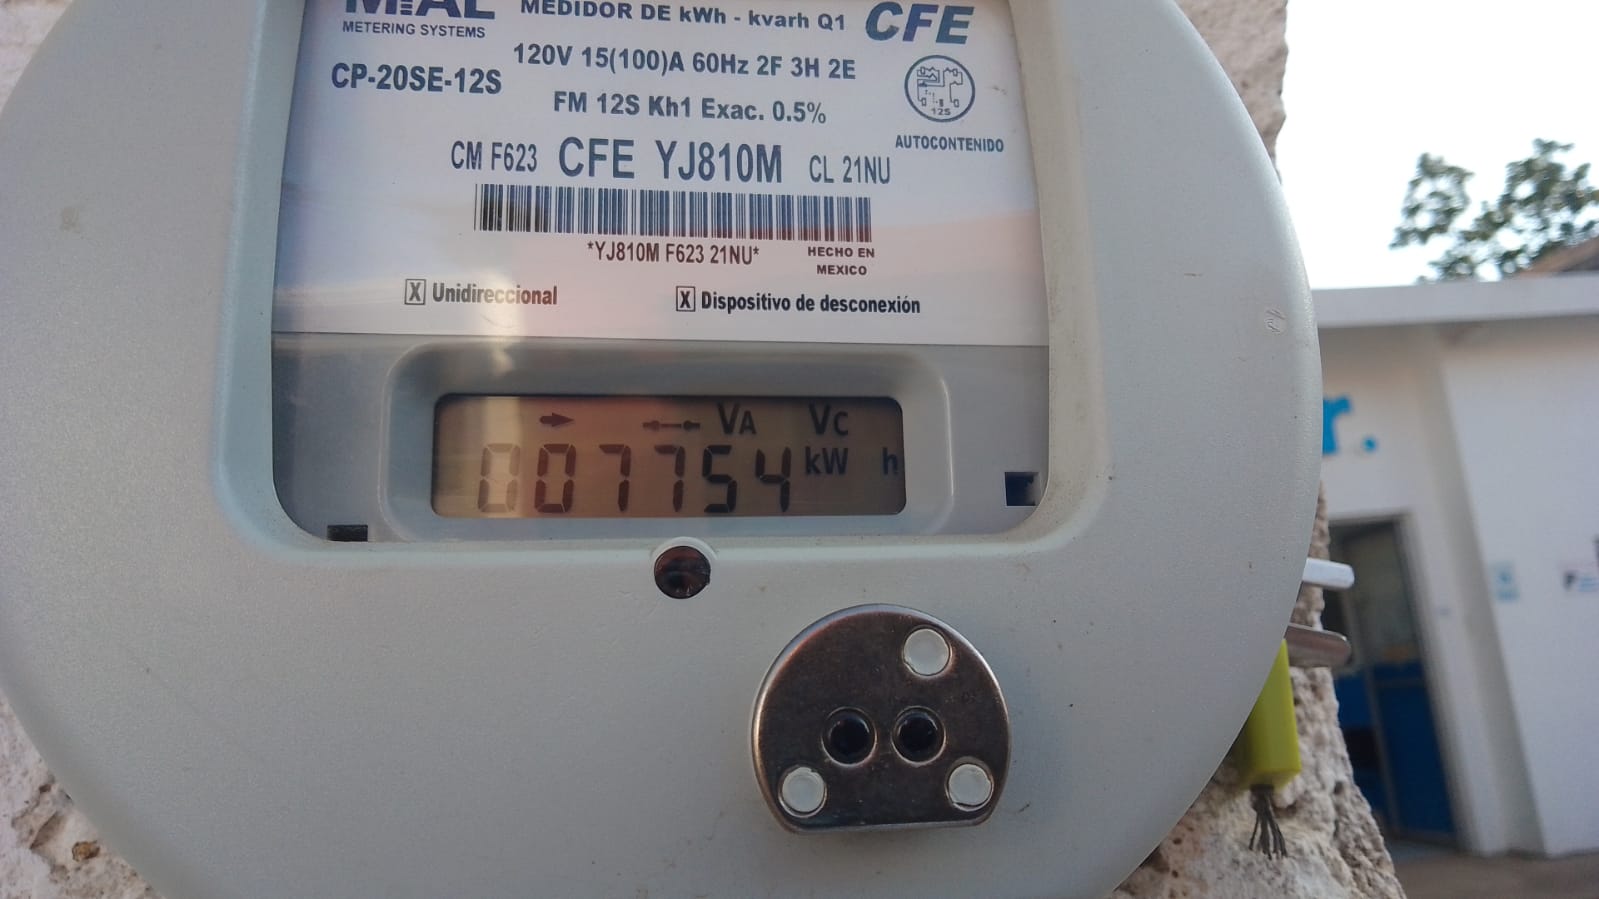 METERING SYSTEMS
MEDIDOR DE kWh - kvarh Q1
CFE
120V 15(100)A 60Hz 2F 3H 2E
CP-20SE-12S
FM 12S Kh1 Exac. 0.5%
12S
AUTOCONTENIDO
CM F623 CFE YJ810M CL 21NU
*YJ810M F623 21NU*
HECHO EN
MEXICO
X Unidireccional
X Dispositivo de desconexión
VA VC
007754 kW h
r.